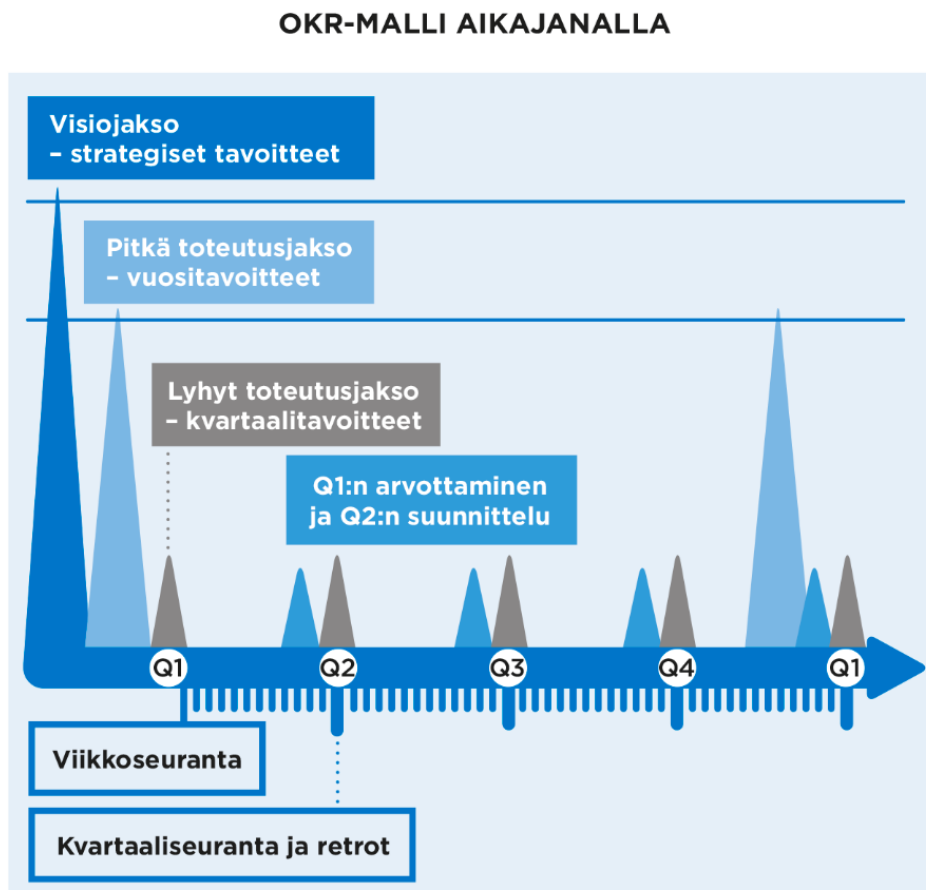 OKR-MALLI AIKAJANALLA
Visiojakso
– strategiset tavoitteet
Pitkä toteutusjakso
– vuositavoitteet
Lyhyt toteutusjakso
– kvartaalitavoitteet
Q1:n arvottaminen
ja Q2:n suunnittelu
Q1
Q2
Q3
Q4
Q1
Viikkoseuranta
Kvartaaliseuranta ja retrot